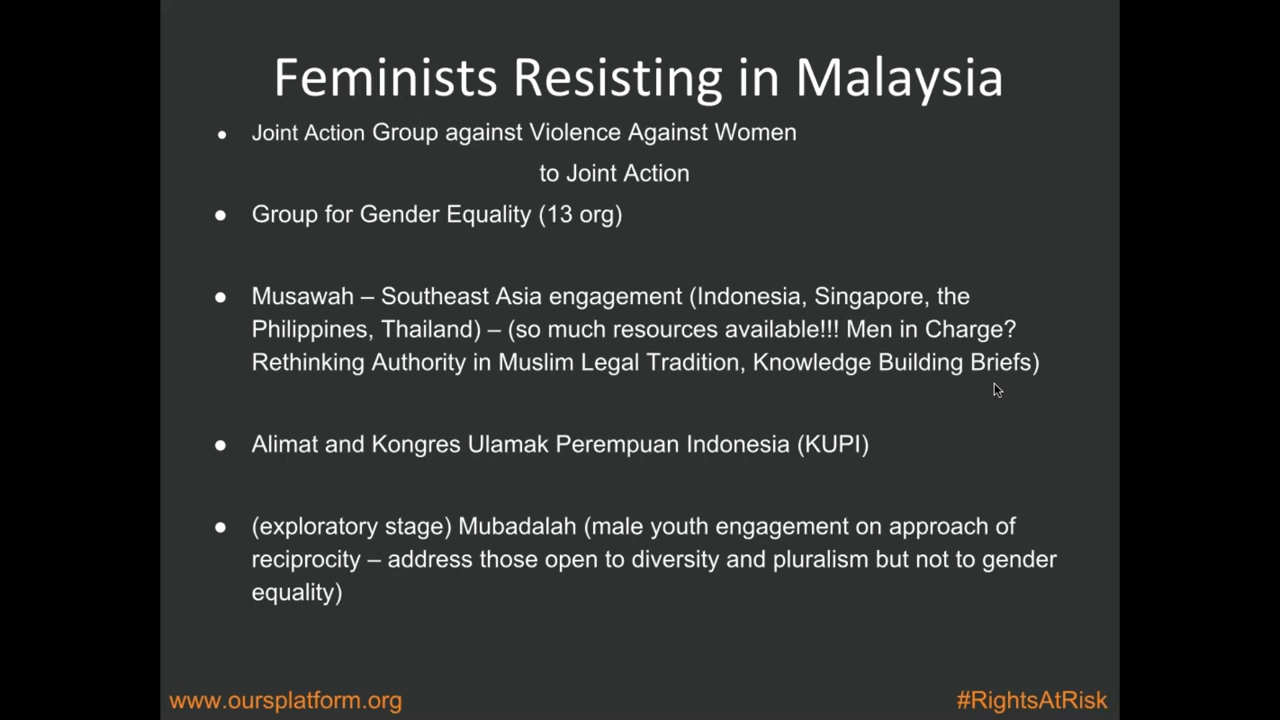 Feminists Resisting in Malaysia
● Joint Action Group against Violence Against Women
to Joint Action
● Group for Gender Equality (13 org)
● Musawah – Southeast Asia engagement (Indonesia, Singapore, the
Philippines, Thailand) – (so much resources available!!! Men in Charge?
Rethinking Authority in Muslim Legal Tradition, Knowledge Building Briefs)
● Alimat and Kongres Ulamak Perempuan Indonesia (KUPI)
● (exploratory stage) Mubadalah (male youth engagement on approach of
reciprocity – address those open to diversity and pluralism but not to gender
equality)
www.oursplatform.org
#RightsAtRisk